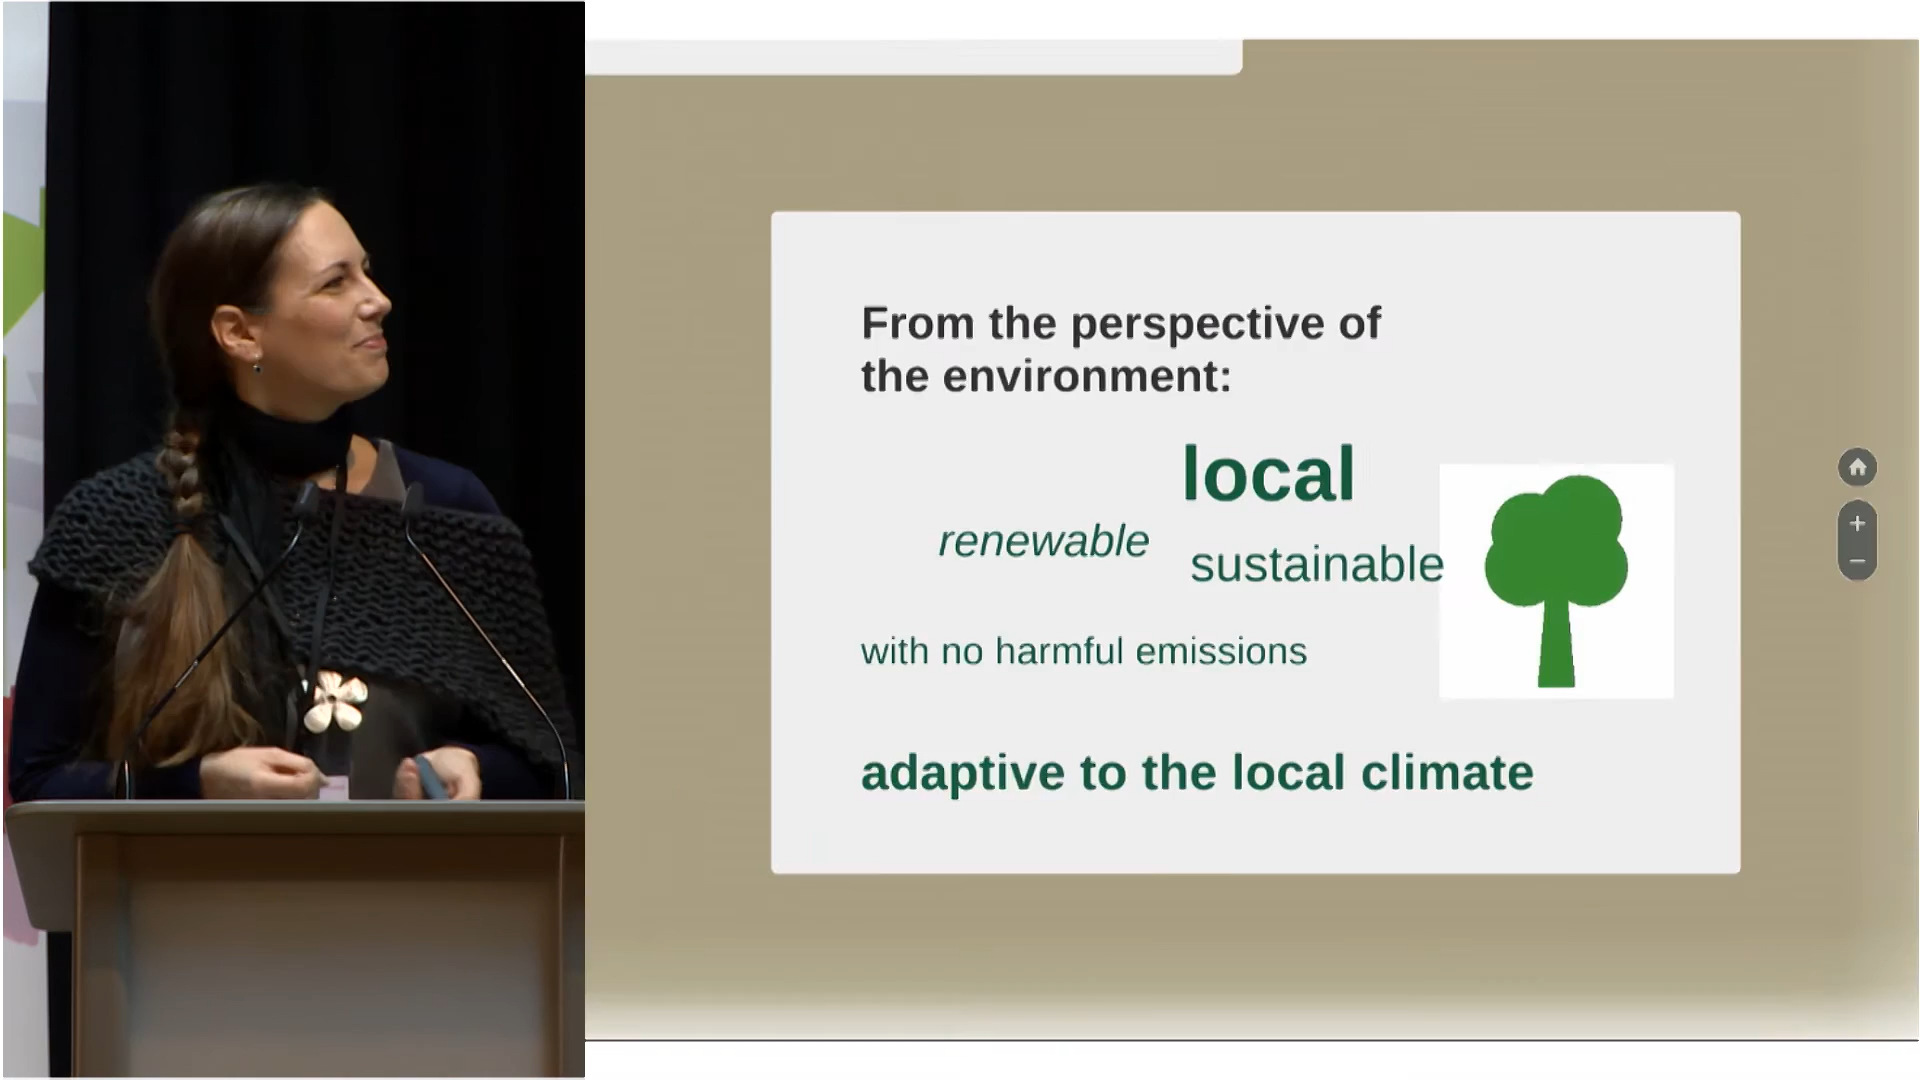 From the perspective of
the environment:
local
renewable
sustainable
with no harmful emissions
adaptive to the local climate